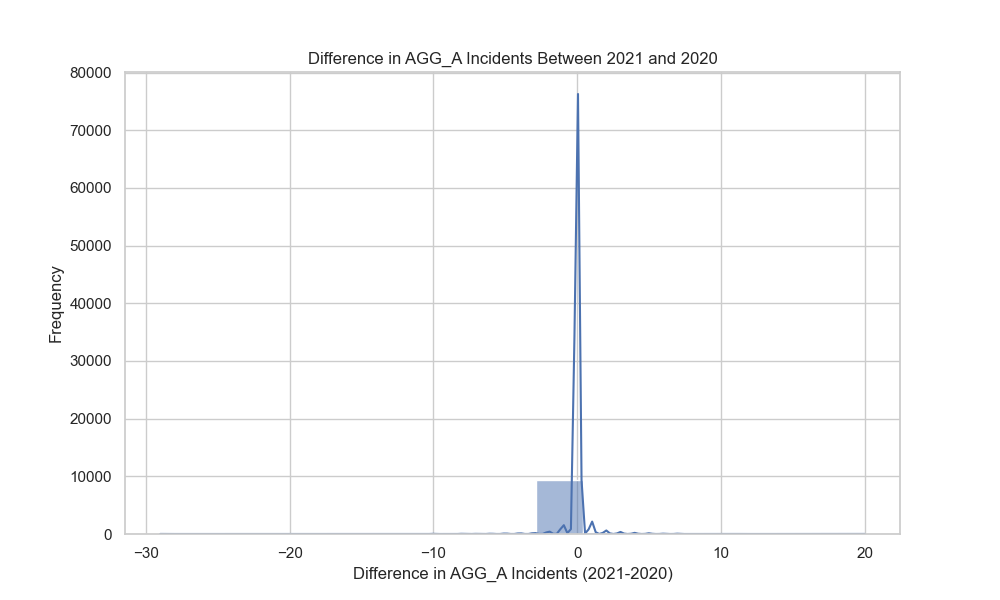 Difference in AGG_A Incidents Between 2021 and 2020
80000
70000
60000
50000
40000
30000
20000
10000
0
Frequency
−30 −20 −10 0 10 20
Difference in AGG_A Incidents (2021-2020)